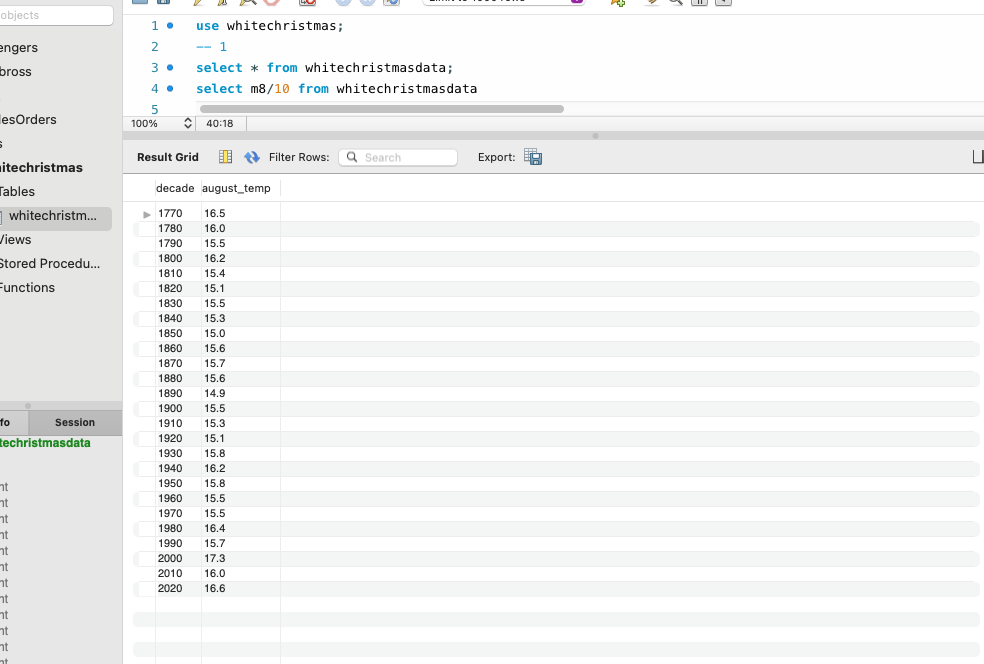 objects
engers
bross
lesOrders
s
hitechristmas
Tables
whitechristm...
Views
Stored Procedu...
Functions
fo Session
techristmasdata
nt
nt
nt
nt
nt
nt
nt
nt
nt
nt
nt
1 use whitechristmas;
2 -- 1
3 select * from whitechristmasdata;
4 select m8/10 from whitechristmasdata
5
100% 40:18
Result Grid Filter Rows: Search Export:
decade august_temp
1770 16.5
1780 16.0
1790 15.5
1800 16.2
1810 15.4
1820 15.1
1830 15.5
1840 15.3
1850 15.0
1860 15.6
1870 15.7
1880 15.6
1890 14.9
1900 15.5
1910 15.3
1920 15.1
1930 15.8
1940 16.2
1950 15.8
1960 15.5
1970 15.5
1980 16.4
1990 15.7
2000 17.3
2010 16.0
2020 16.6